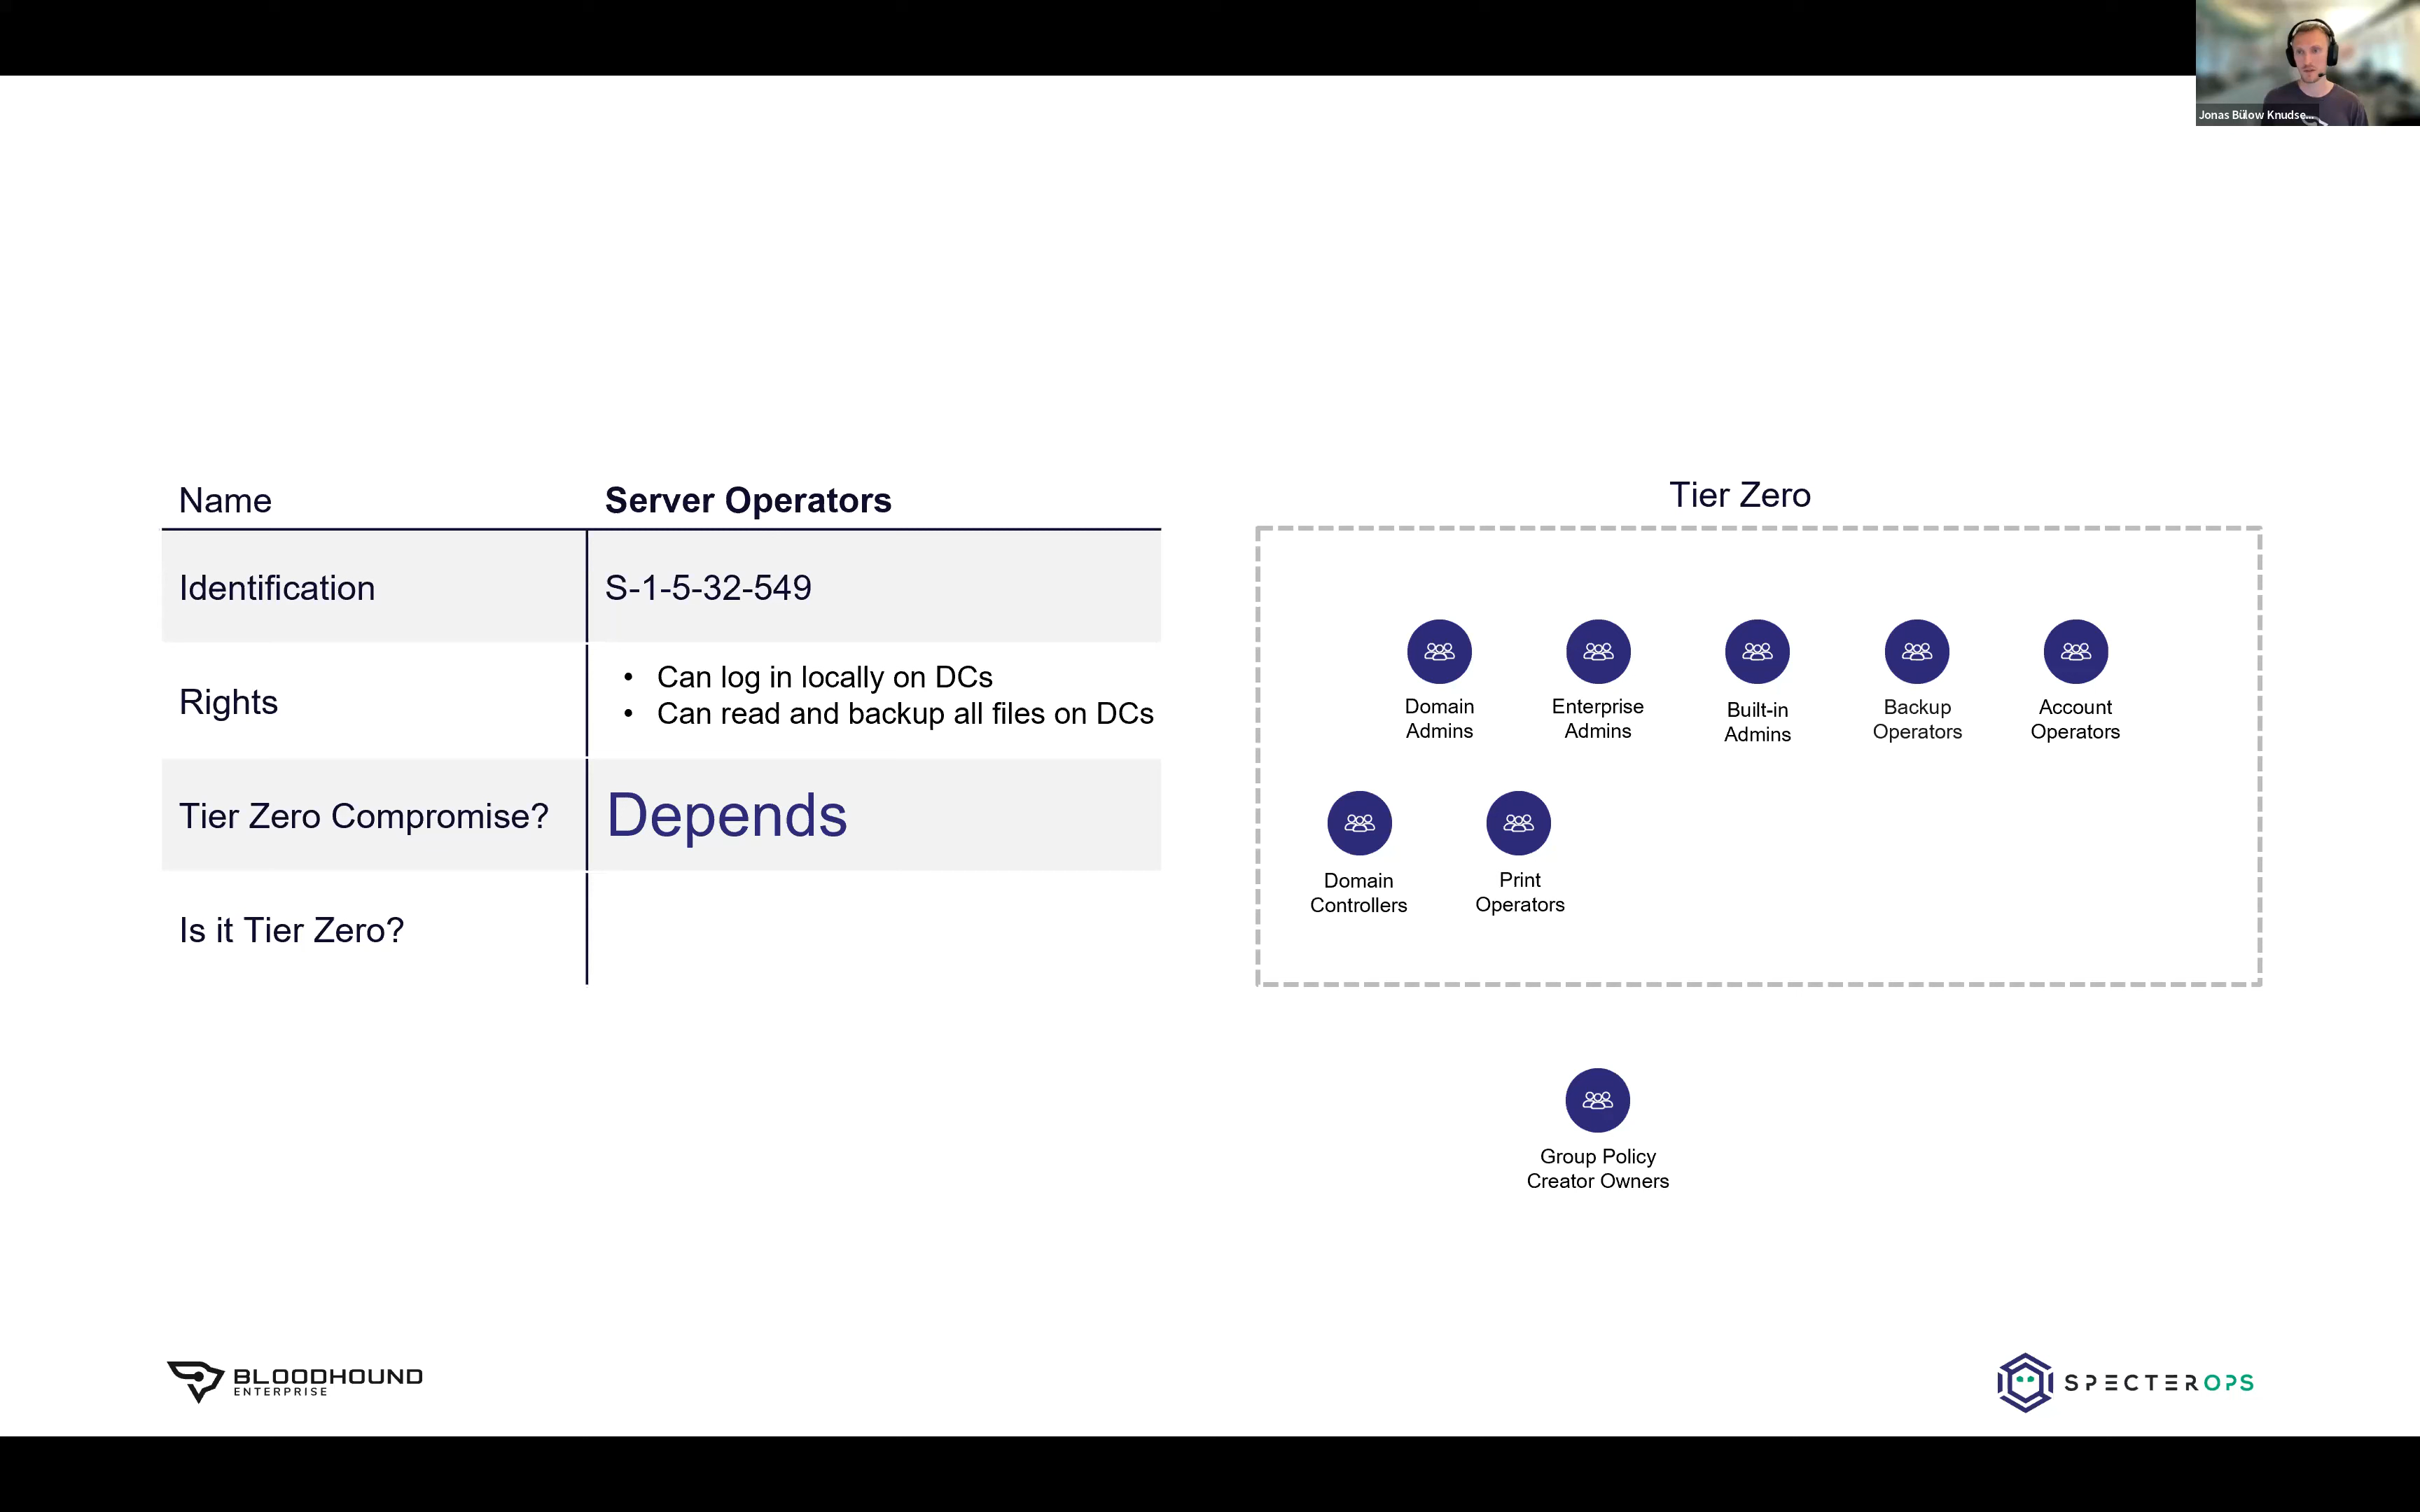 Jonas Bülow Knudse...
Name
Server Operators
Identification
S-1-5-32-549
Rights
• Can log in locally on DCs
• Can read and backup all files on DCs
Tier Zero Compromise?
Depends
Is it Tier Zero?
Tier Zero
Domain
Admins
Enterprise
Admins
Built-in
Admins
Backup
Operators
Account
Operators
Domain
Controllers
Print
Operators
Group Policy
Creator Owners
BLOODHOUND
ENTERPRISE
SPECTEROPS